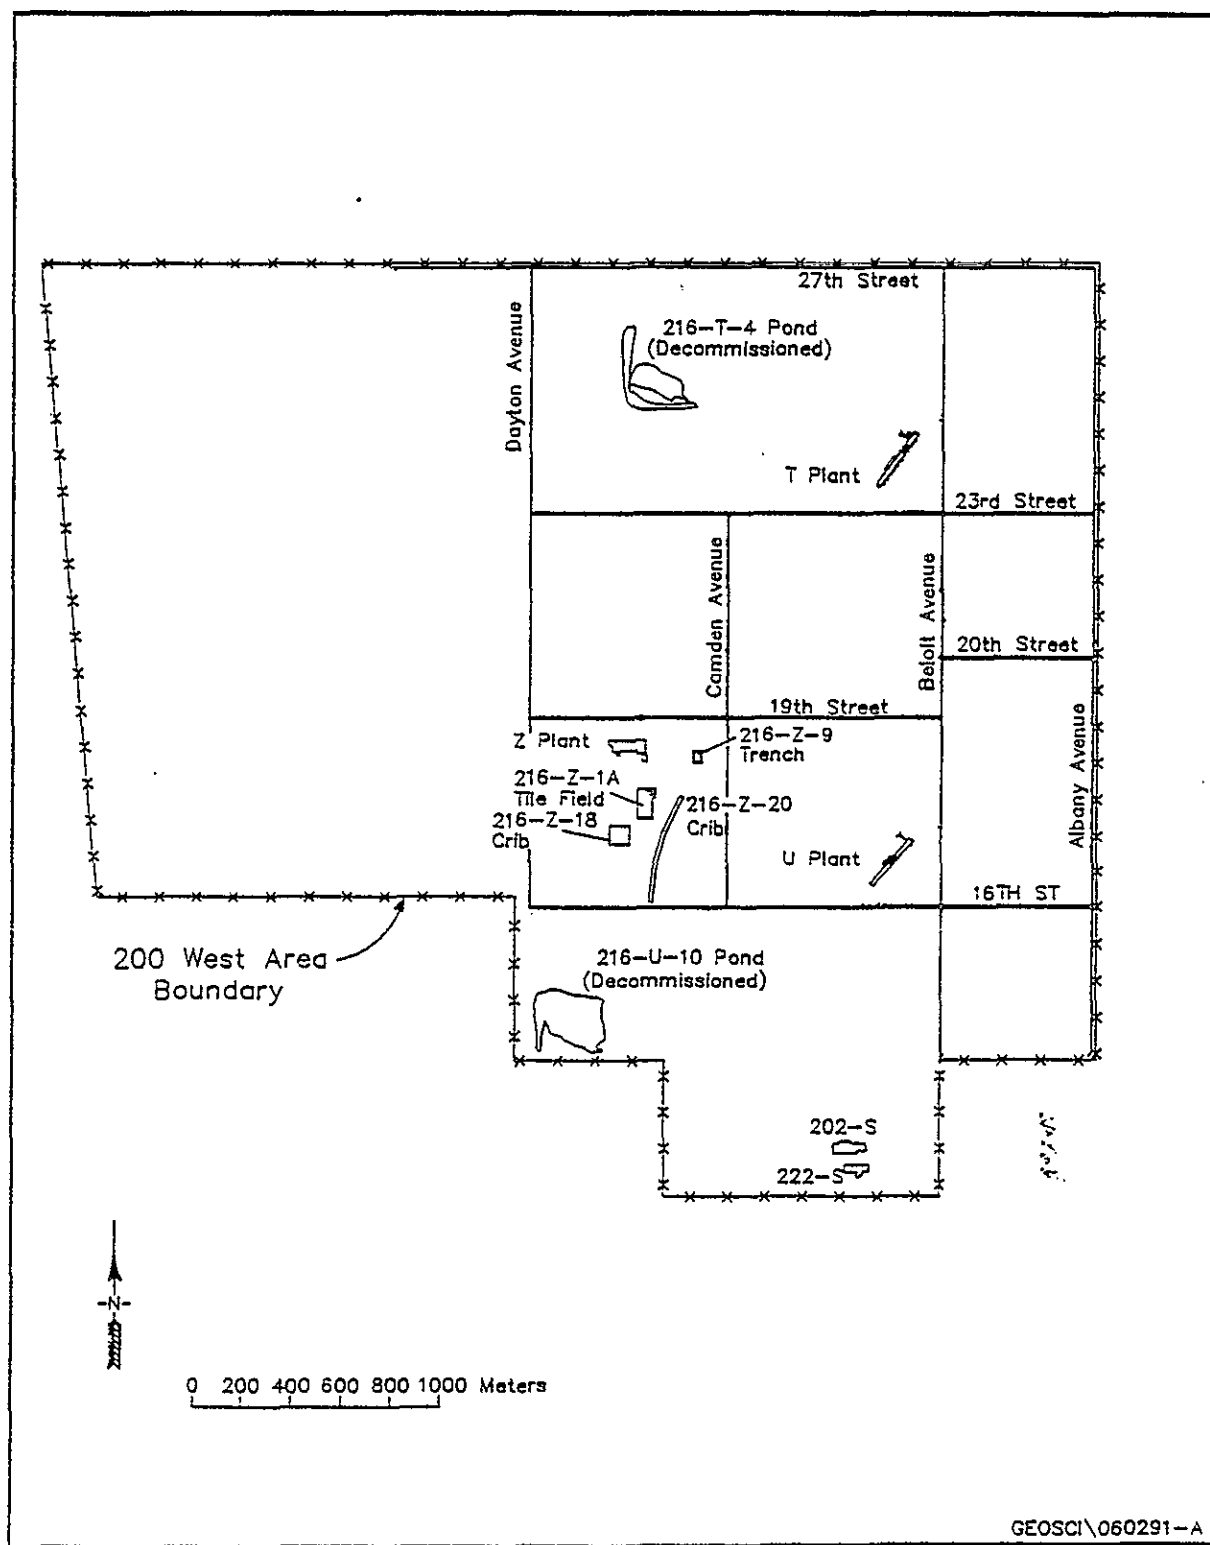 27th Street
216-T-4 Pond
(Decommissioned)
Dayton Avenue
T Plant
23rd Street
Camden Avenue
Beloit Avenue
20th Street
19th Street
Z Plant
216-Z-9
Trench
216-Z-1A
Tile Field
216-Z-20
Crib
216-Z-18
Crib
Albany Avenue
U Plant
16TH ST
200 West Area
Boundary
216-U-10 Pond
(Decommissioned)
202-S
222-S
N
0 200 400 600 800 1000 Meters
GEOSCI\060291-A